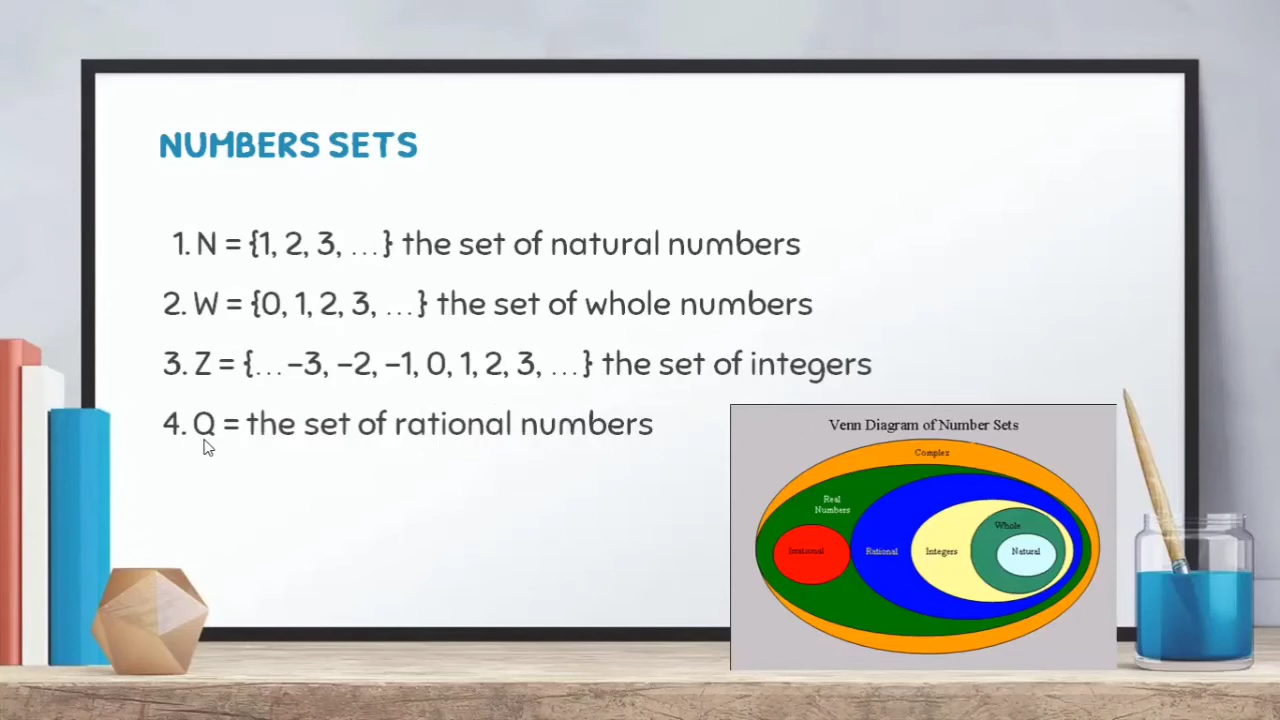 NUMBERS SETS
1. N = {1, 2, 3, ...} the set of natural numbers
2. W = {0, 1, 2, 3, ...} the set of whole numbers
3. Z = {... -3, -2, -1, 0, 1, 2, 3, ...} the set of integers
4. Q = the set of rational numbers
Venn Diagram of Number Sets
Complex
Real
Numbers
Whole
Irrational
Rational
Integers
Natural